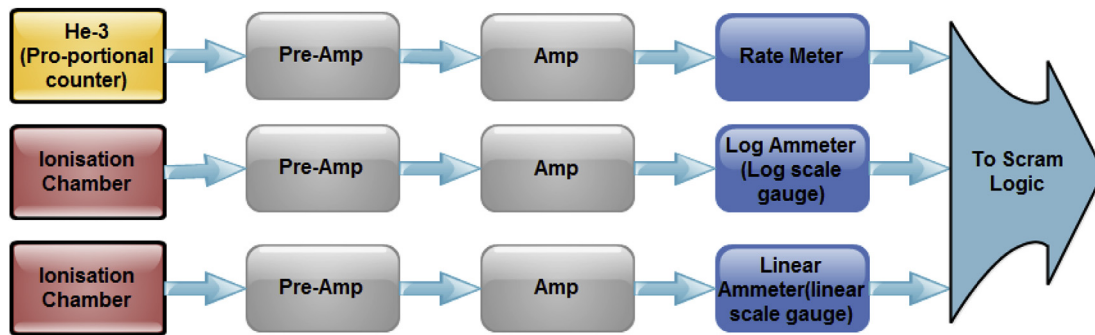 He-3
(Pro-portional
counter)
Pre-Amp
Amp
Rate Meter
Ionisation
Chamber
Pre-Amp
Amp
Log Ammeter
(Log scale
gauge)
To Scram
Logic
Ionisation
Chamber
Pre-Amp
Amp
Linear
Ammeter(linear
scale gauge)